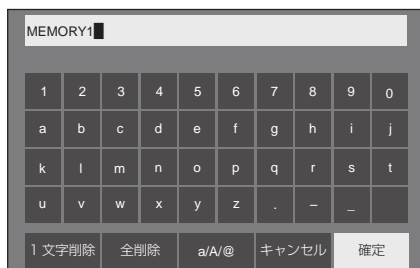 MEMORY1
1 2 3 4 5 6 7 8 9 0
a b c d e f g h i j
k l m n o p q r s t
u v w x y z . – _
1文字削除 全削除 a/A/@ キャンセル 確定